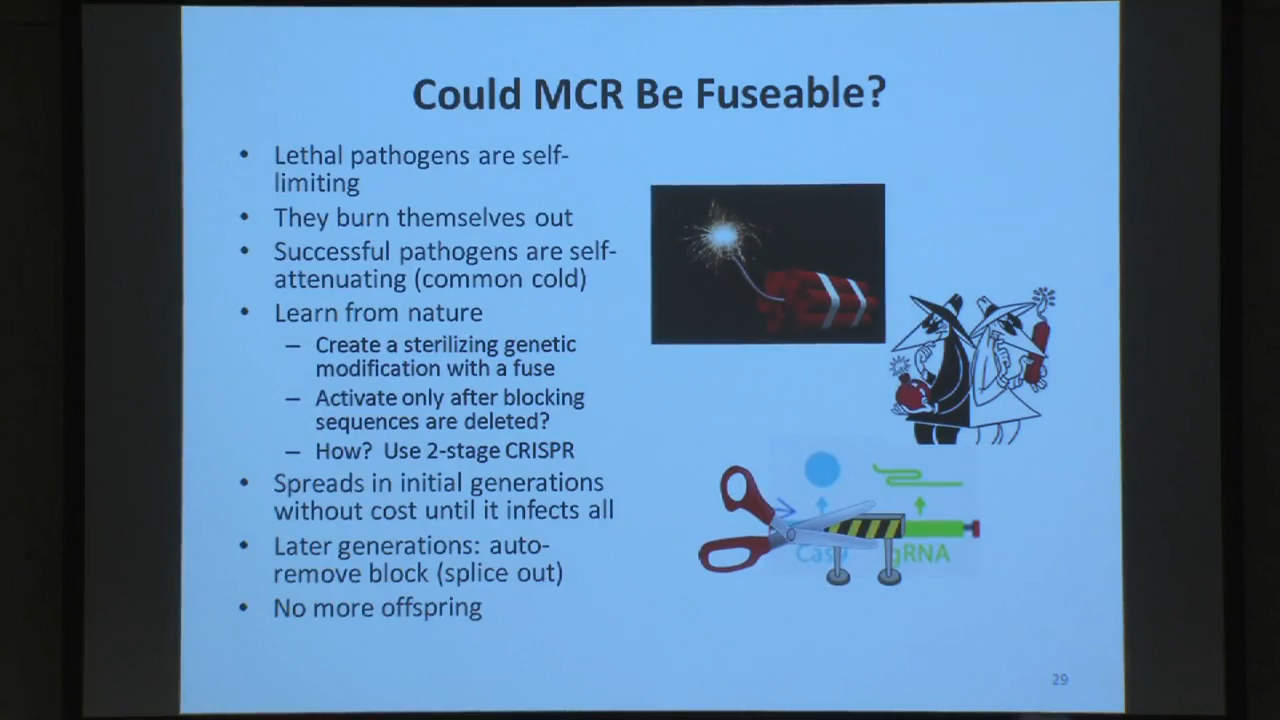 Could MCR Be Fuseable?
• Lethal pathogens are self-
limiting
• They burn themselves out
• Successful pathogens are self-
attenuating (common cold)
• Learn from nature
– Create a sterilizing genetic
modification with a fuse
– Activate only after blocking
sequences are deleted?
– How? Use 2-stage CRISPR
• Spreads in initial generations
without cost until it infects all
• Later generations: auto-
remove block (splice out)
• No more offspring
gRNA
29